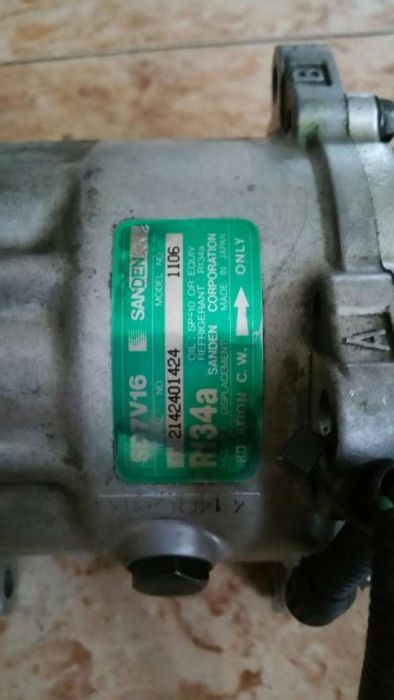 SD7V16 SANDEN
SERIAL NO MODEL NO.
2142401424 1106
OIL : SP-10 OR EQUIV
R134a REFRIGERANT : R134a
SANDEN CORPORATION
DISPLACEMENT MADE IN JAPAN
ROTATION C. W. ONLY
B
A